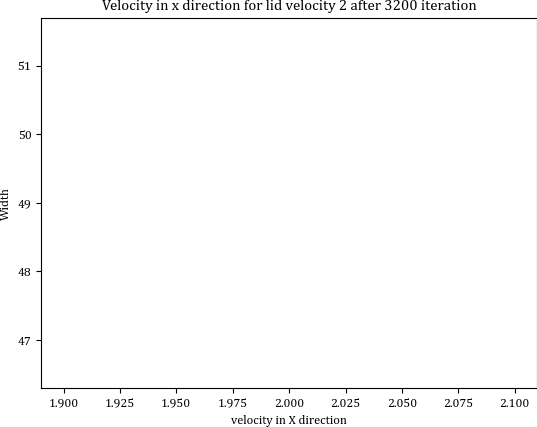 Velocity in x direction for lid velocity 2 after 3200 iteration
51
50
49
48
47
Width
1.900 1.925 1.950 1.975 2.000 2.025 2.050 2.075 2.100
velocity in X direction